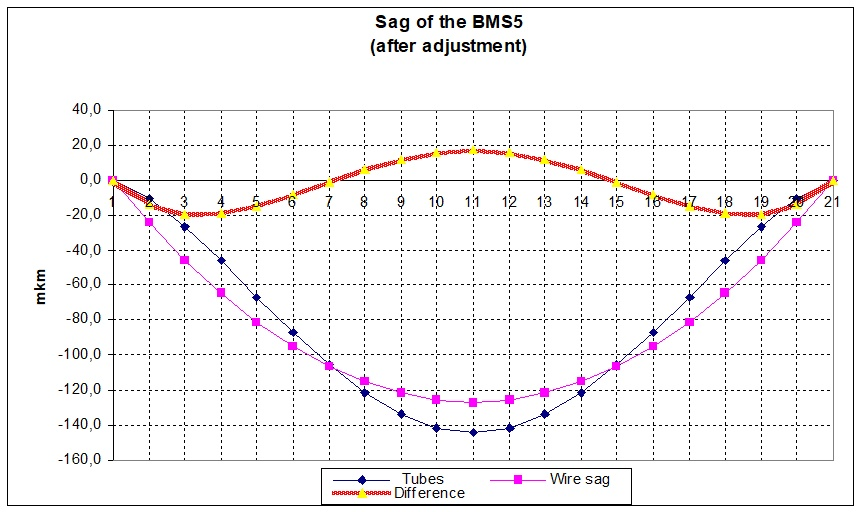 Sag of the BMS5
(after adjustment)
40,0
20,0
0,0
1 2 3 4 5 6 7 8 9 10 11 12 13 14 15 16 17 18 19 20 21
-20,0
-40,0
-60,0
-80,0
-100,0
-120,0
-140,0
-160,0
mkm
Tubes Wire sag
Difference